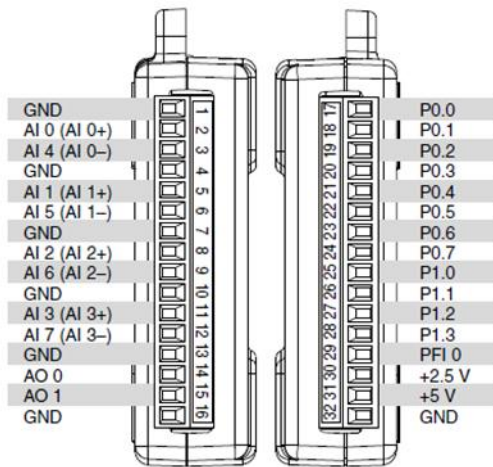 GND 1 17 P0.0
AI 0 (AI 0+) 2 18 P0.1
AI 4 (AI 0–) 3 19 P0.2
GND 4 20 P0.3
AI 1 (AI 1+) 5 21 P0.4
AI 5 (AI 1–) 6 22 P0.5
GND 7 23 P0.6
AI 2 (AI 2+) 8 24 P0.7
AI 6 (AI 2–) 9 25 P1.0
GND 10 26 P1.1
AI 3 (AI 3+) 11 27 P1.2
AI 7 (AI 3–) 12 28 P1.3
GND 13 29 PFI 0
AO 0 14 30 +2.5 V
AO 1 15 31 +5 V
GND 16 32 GND